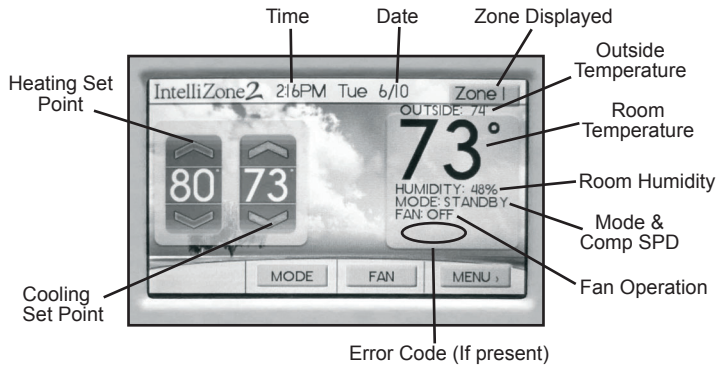 Time
Date
Zone Displayed
Outside
Temperature
Heating Set
Point
IntelliZone2 2:16PM Tue 6/10 Zone 1
OUTSIDE: 74°
73°
Room
Temperature
80° 73°
HUMIDITY: 48%
MODE: STANDBY
FAN: OFF
Room Humidity
Mode &
Comp SPD
Fan Operation
MODE FAN MENU ›
Cooling
Set Point
Error Code (If present)